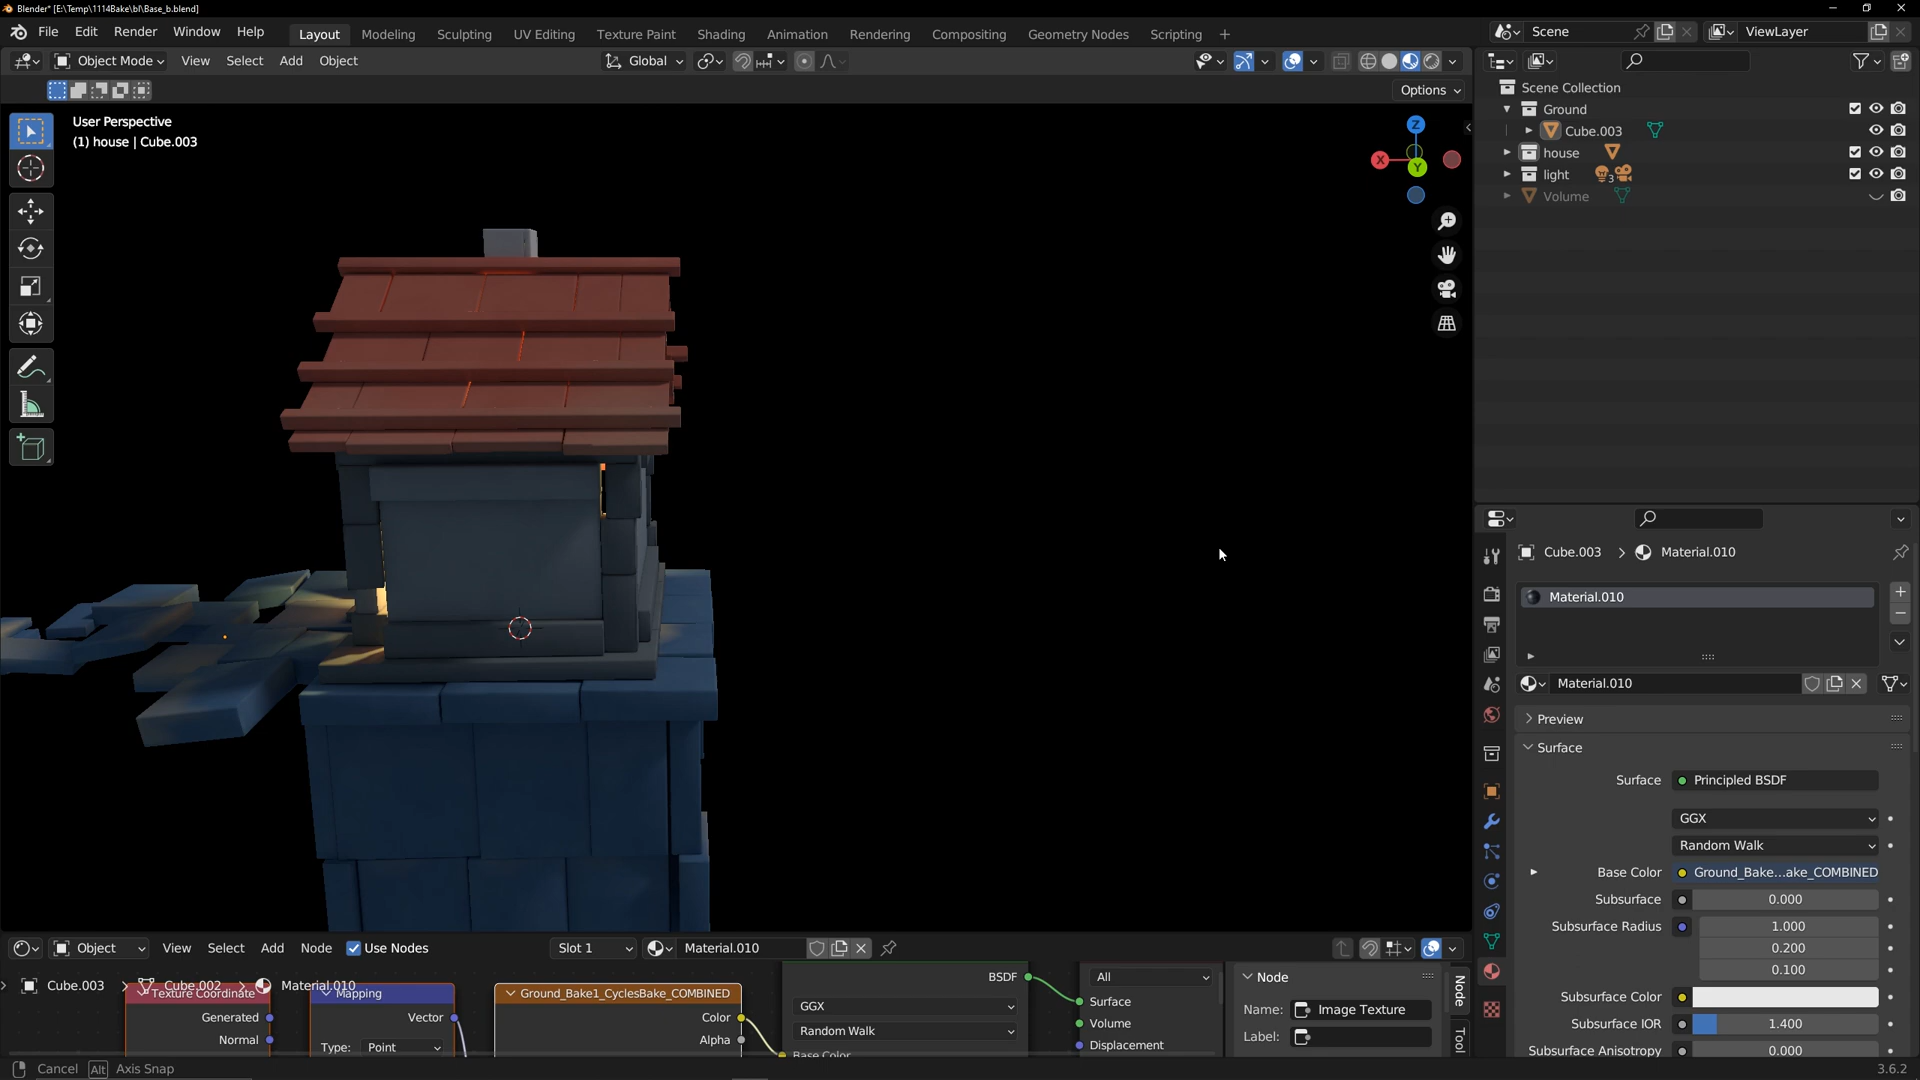 Blender* [E:\Temp\1114Bake\bl\Base_b.blend]
File Edit Render Window Help Layout Modeling Sculpting UV Editing Texture Paint Shading Animation Rendering Compositing Geometry Nodes Scripting + Scene ViewLayer
Object Mode View Select Add Object Global
Options
User Perspective
(1) house | Cube.003
Z
X
Y
Scene Collection
Ground
Cube.003
house
light 3
Volume
Cube.003 > Material.010
Material.010
Material.010
Preview
Surface
Surface Principled BSDF
GGX
Random Walk
Base Color Ground_Bake...ake_COMBINED
Subsurface 0.000
Subsurface Radius 1.000
0.200
0.100
Subsurface Color
Subsurface IOR 1.400
Subsurface Anisotropy 0.000
Object View Select Add Node Use Nodes Slot 1 Material.010
Cube.003 > Cube.002 > Material.010
Texture Coordinate
Generated
Normal
Mapping
Vector
Type: Point
Ground_Bake1_CyclesBake_COMBINED
Color
Alpha
BSDF
GGX
Random Walk
Base Color
All
Surface
Volume
Displacement
Node
Name: Image Texture
Label:
Node
Tool
Cancel Alt Axis Snap
3.6.2